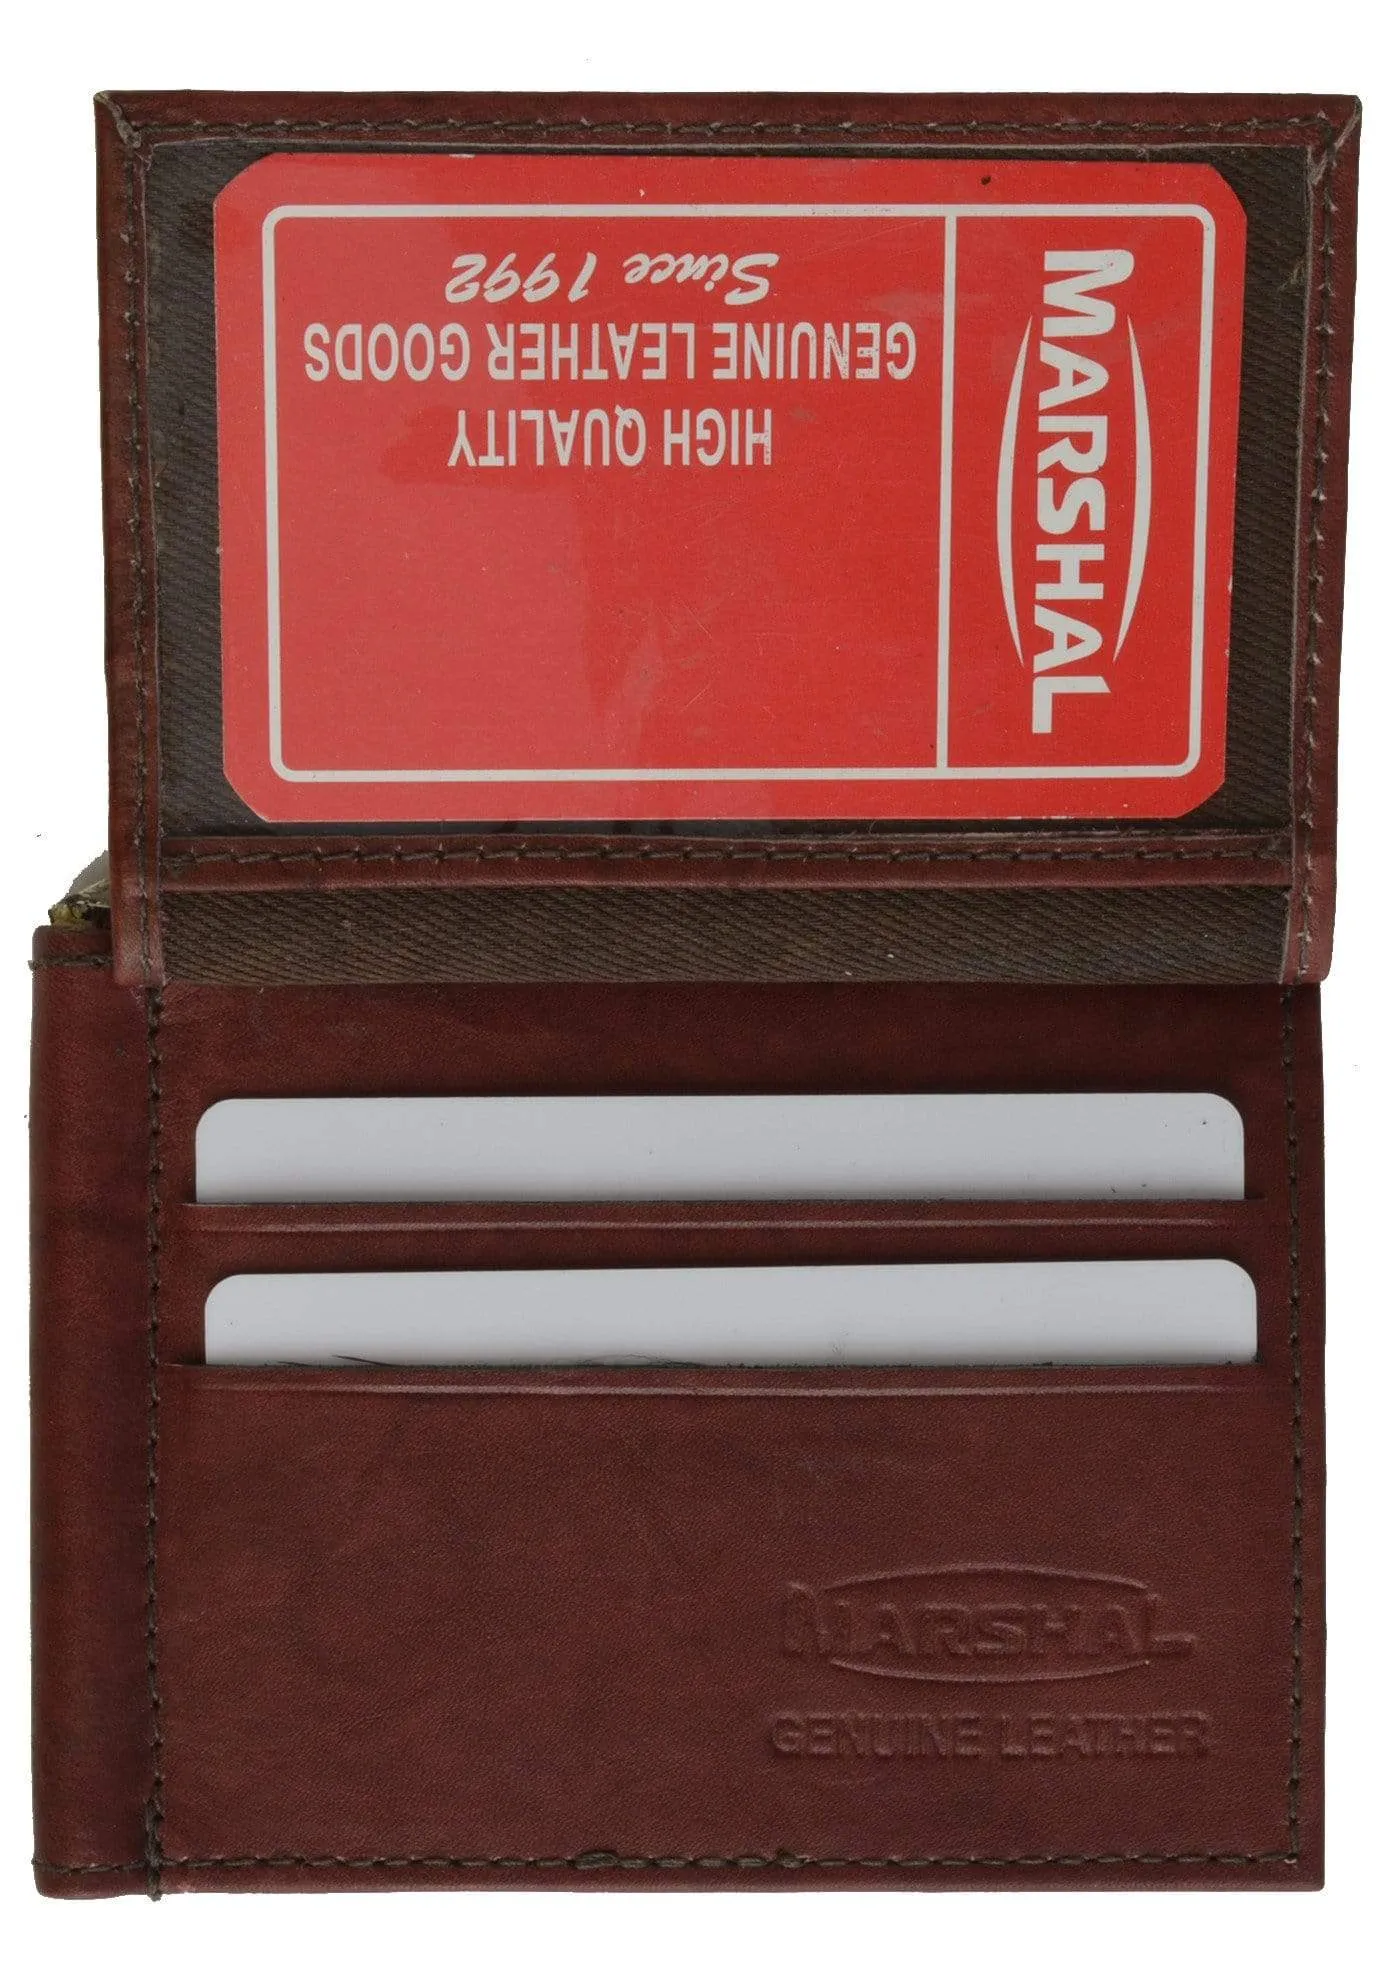 MARSHAL
HIGH QUALITY
GENUINE LEATHER GOODS
Since 1992
MARSHAL
GENUINE LEATHER